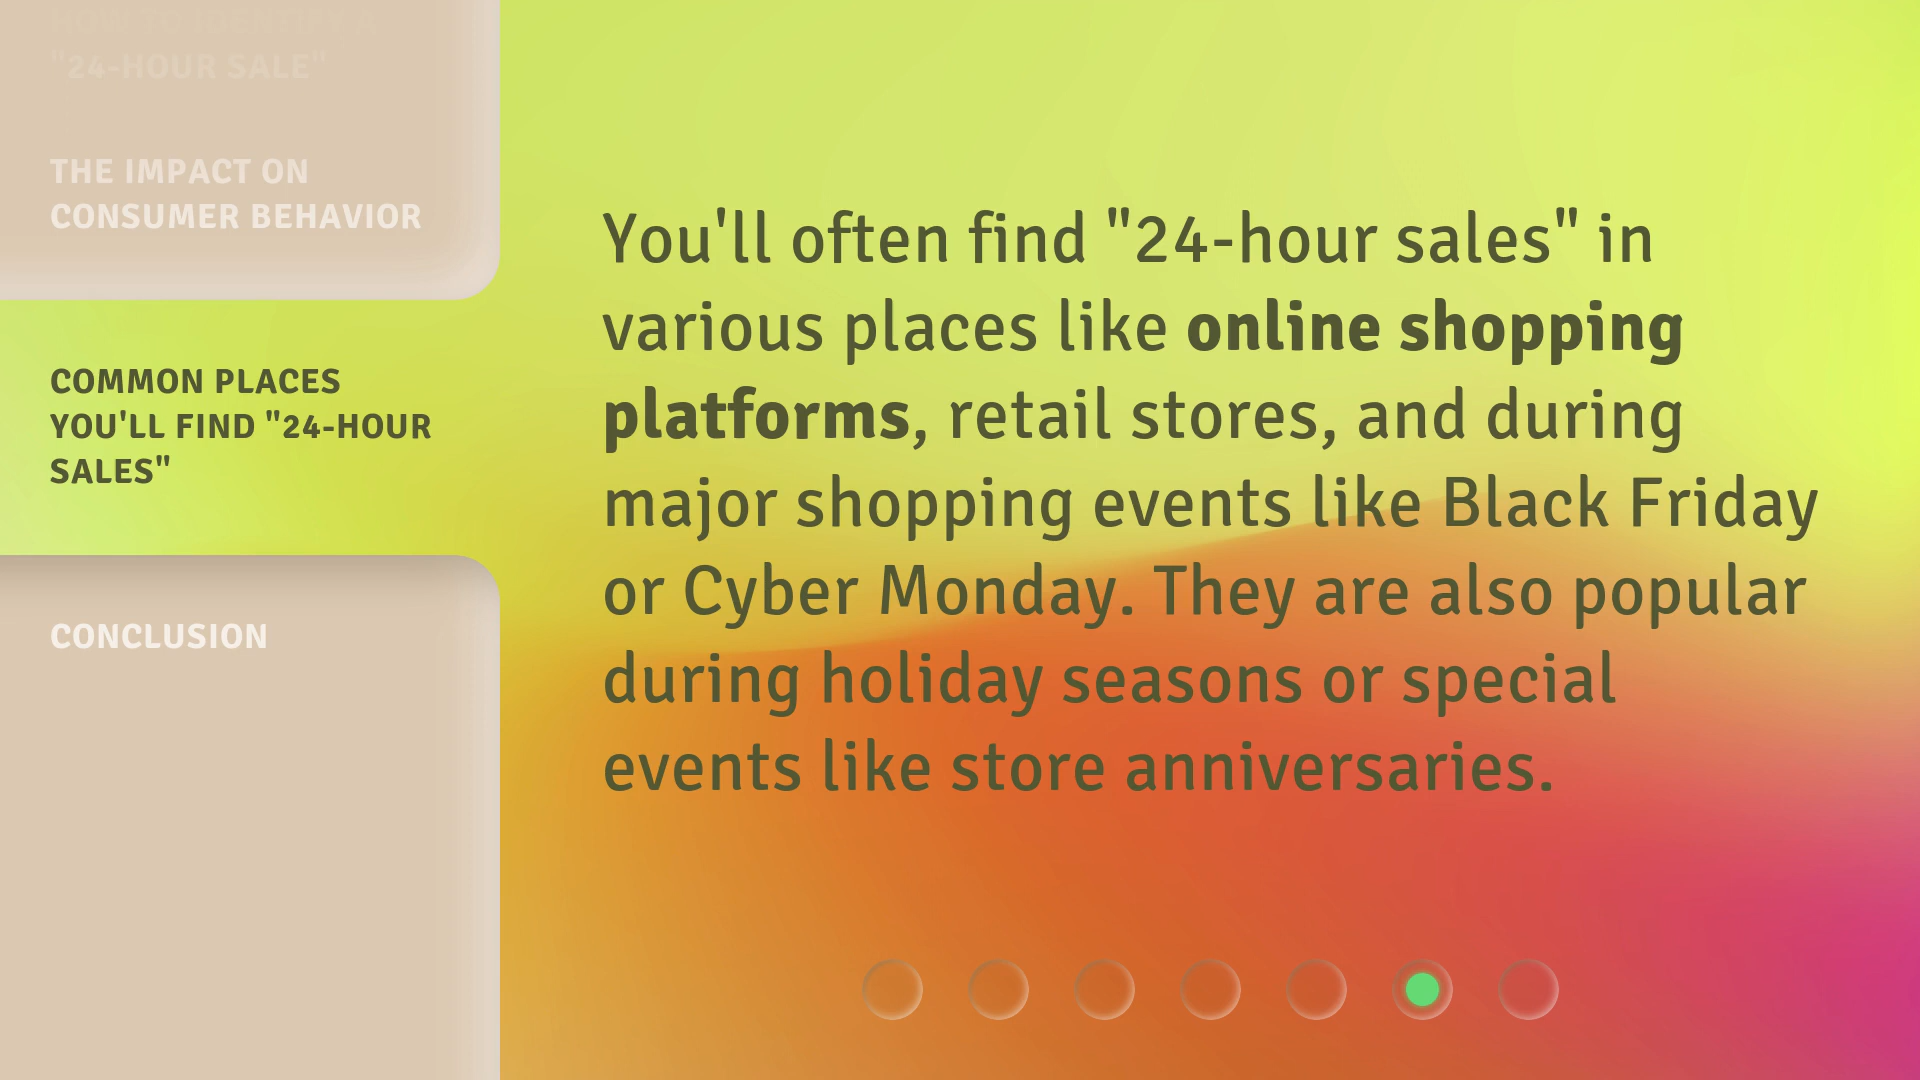 HOW TO IDENTIFY A
"24-HOUR SALE"
THE IMPACT ON
CONSUMER BEHAVIOR
COMMON PLACES
YOU'LL FIND "24-HOUR
SALES"
CONCLUSION
You'll often find "24-hour sales" in
various places like online shopping
platforms, retail stores, and during
major shopping events like Black Friday
or Cyber Monday. They are also popular
during holiday seasons or special
events like store anniversaries.